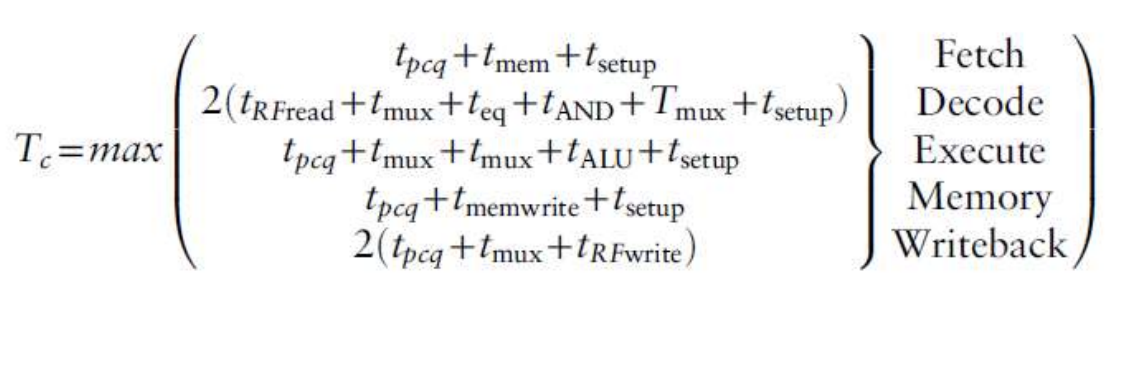 t_pcq + t_mem + t_setup Fetch
2(t_RFread + t_mux + t_eq + t_AND + T_mux + t_setup) Decode
T_c = max t_pcq + t_mux + t_mux + t_ALU + t_setup Execute
t_pcq + t_memwrite + t_setup Memory
2(t_pcq + t_mux + t_RFwrite) Writeback